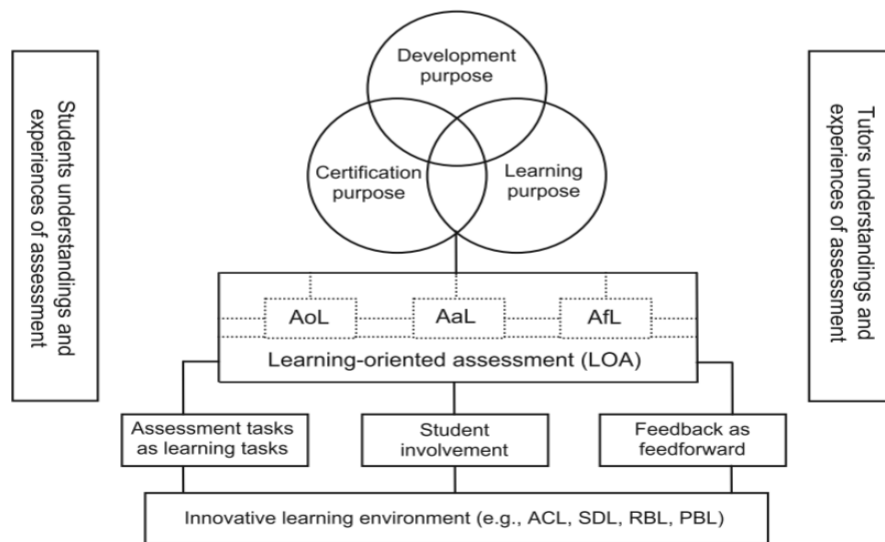 Development
purpose
Certification
purpose
Learning
purpose
Students understandings and
experiences of assessment
Tutors understandings and
experiences of assessment
AoL
AaL
AfL
Learning-oriented assessment (LOA)
Assessment tasks
as learning tasks
Student
involvement
Feedback as
feedforward
Innovative learning environment (e.g., ACL, SDL, RBL, PBL)